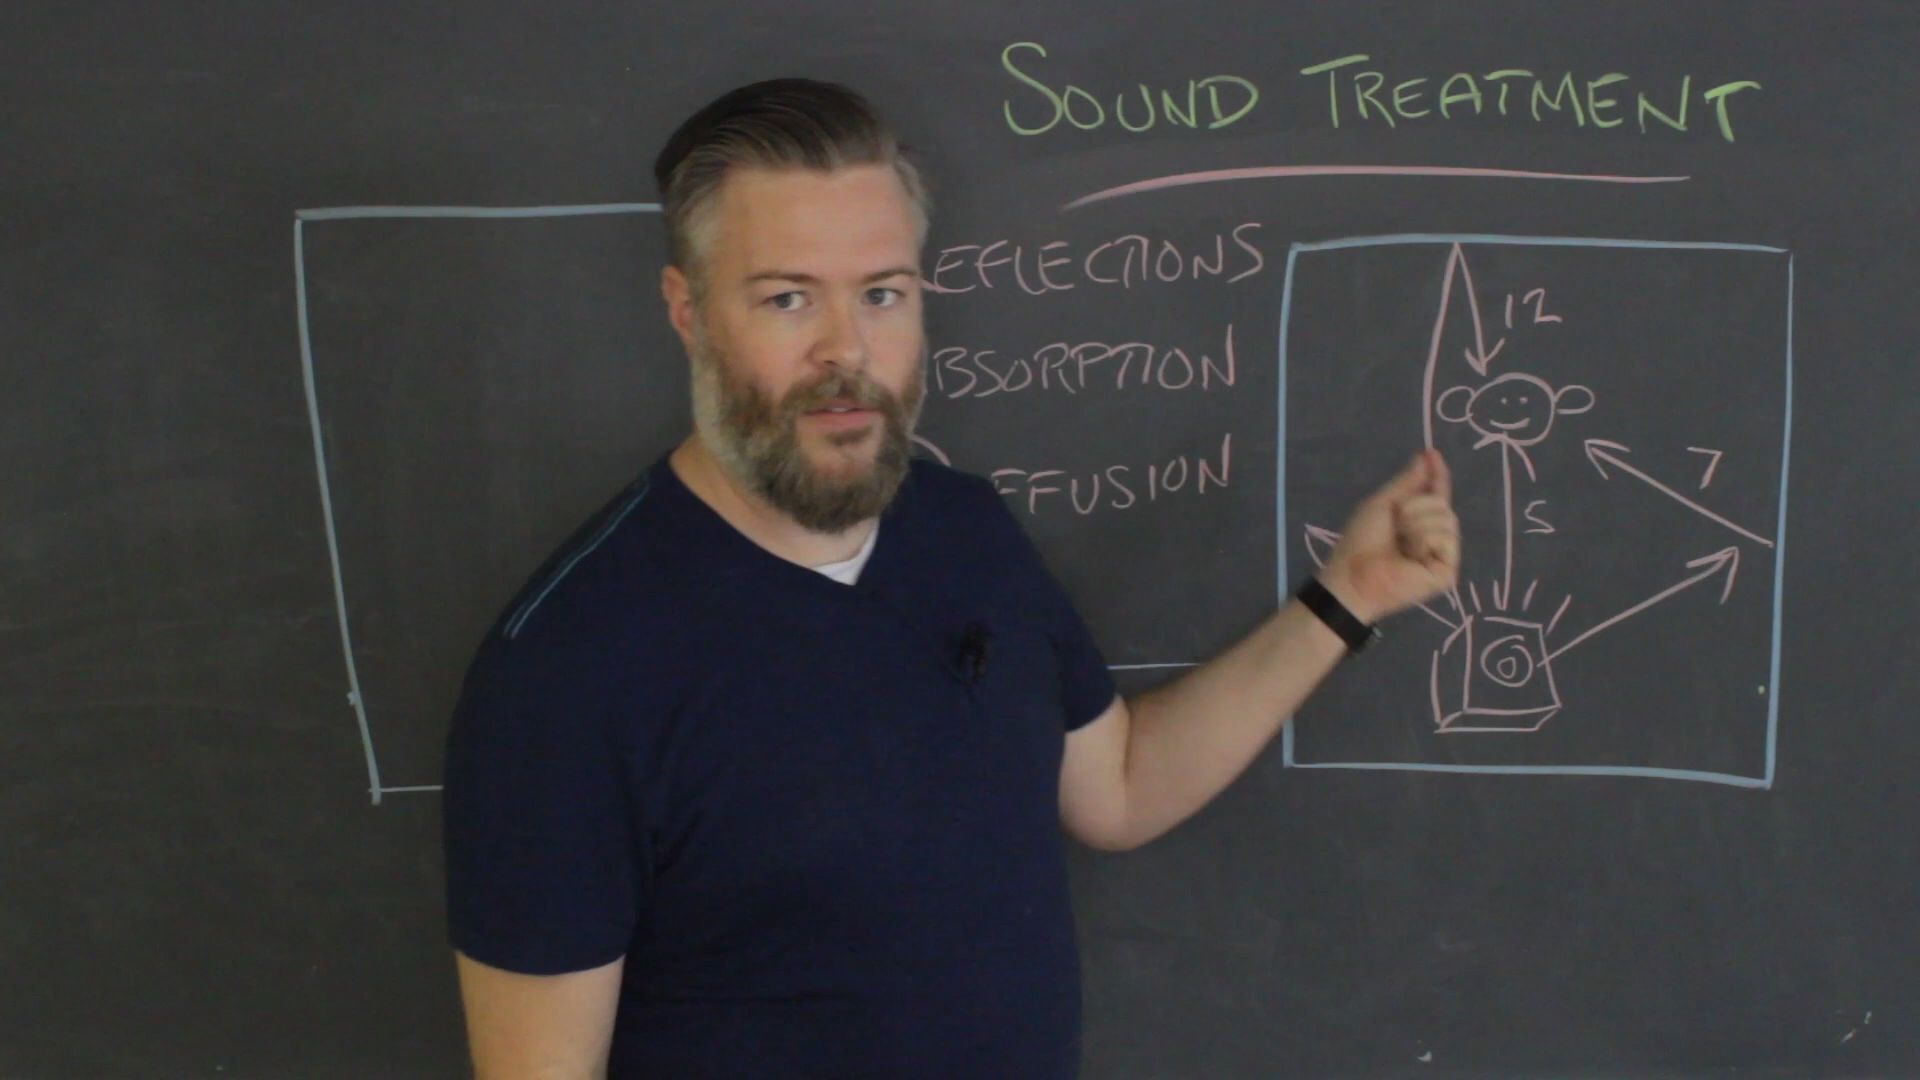 SOUND TREATMENT
EFLECTIONS
BSORPTION
FFUSION
12
7
5